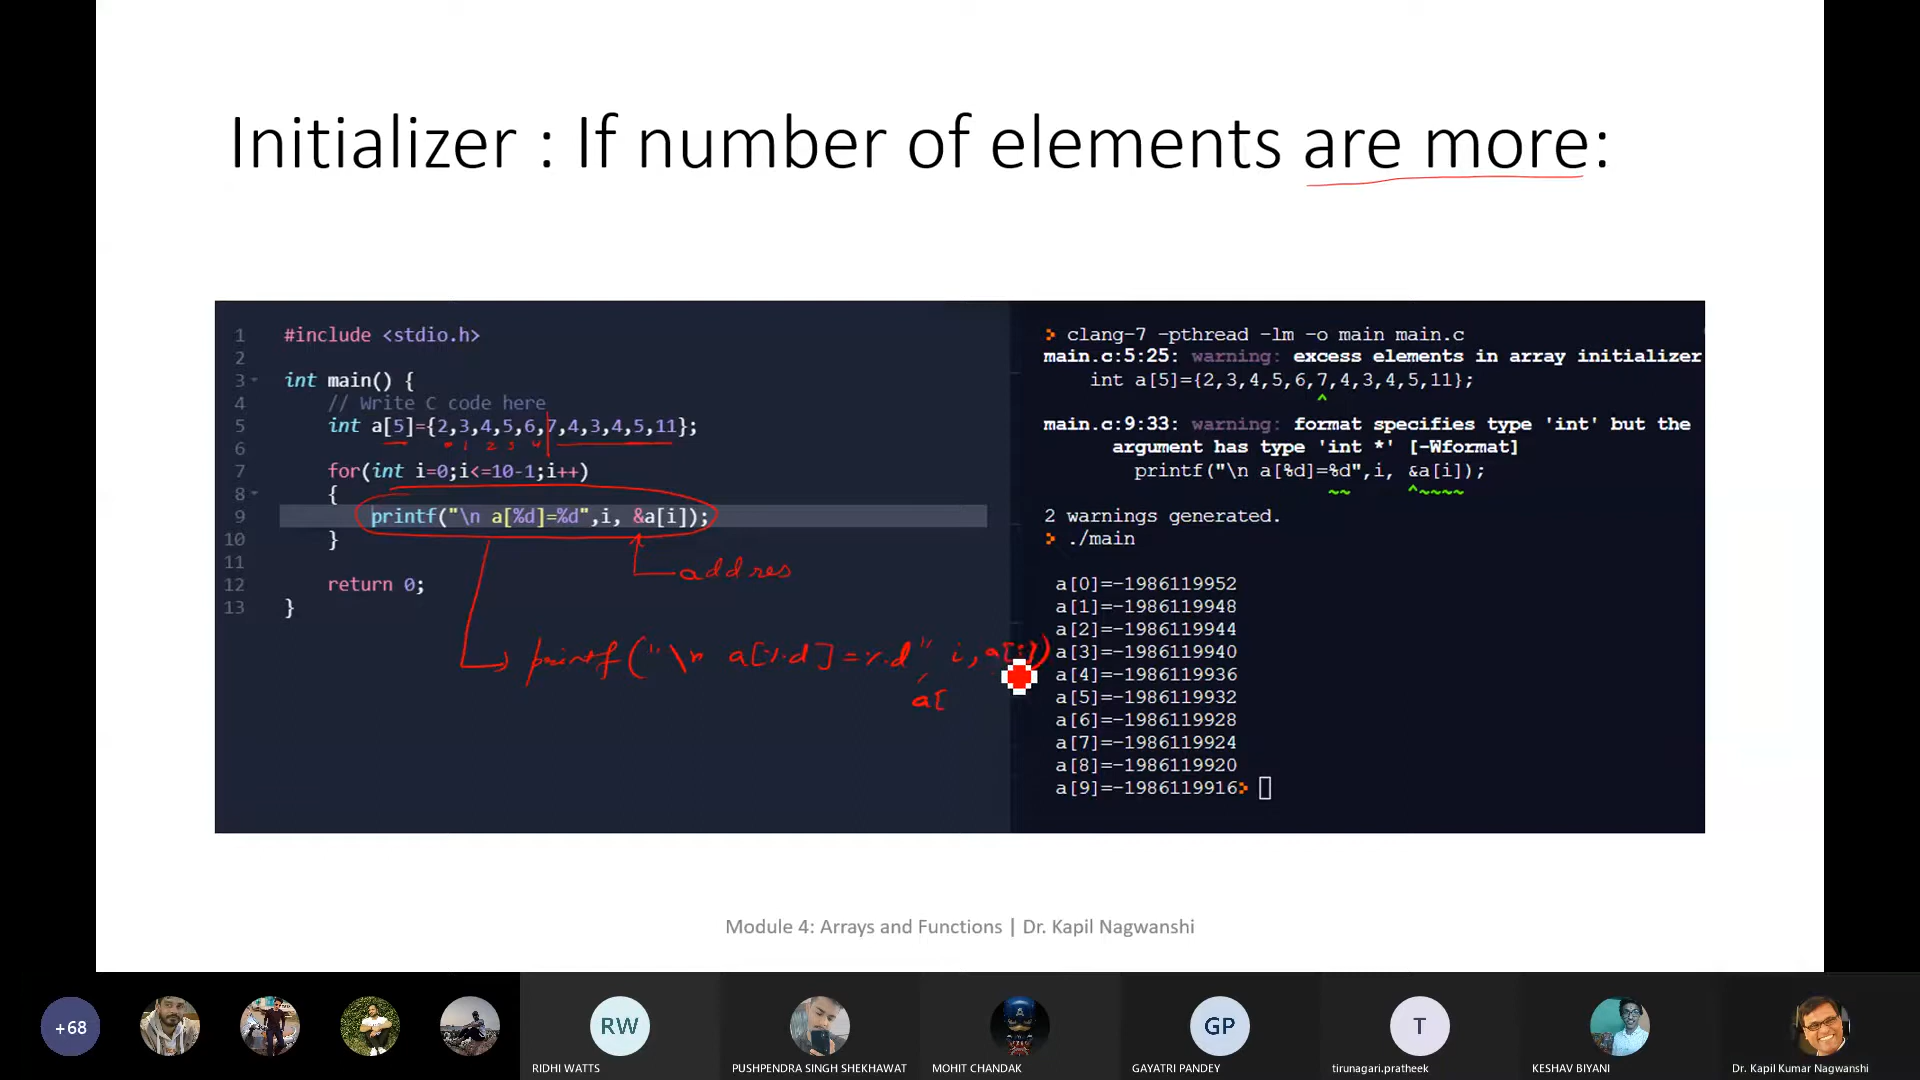 Initializer : If number of elements are more:
1 #include <stdio.h>
2
3 int main() {
4 // Write C code here
5 int a[5]={2,3,4,5,6,7,4,3,4,5,11};
0 1 2 3 4
6
7 for(int i=0;i<=10-1;i++)
8 {
9 printf("\n a[%d]=%d",i, &a[i]);
10 }
addres
11
12 return 0;
13 }
printf("\n a[%d]=%d" i, a[i])
a[
> clang-7 -pthread -lm -o main main.c
main.c:5:25: warning: excess elements in array initializer
int a[5]={2,3,4,5,6,7,4,3,4,5,11};
^
main.c:9:33: warning: format specifies type 'int' but the
argument has type 'int *' [-Wformat]
printf("\n a[%d]=%d",i, &a[i]);
~~ ^~~~~
2 warnings generated.
> ./main
a[0]=-1986119952
a[1]=-1986119948
a[2]=-1986119944
a[3]=-1986119940
a[4]=-1986119936
a[5]=-1986119932
a[6]=-1986119928
a[7]=-1986119924
a[8]=-1986119920
a[9]=-1986119916>
Module 4: Arrays and Functions | Dr. Kapil Nagwanshi
+68
RW
GP
T
RIDHI WATTS
PUSHPENDRA SINGH SHEKHAWAT
MOHIT CHANDAK
GAYATRI PANDEY
tirunagari.pratheek
KESHAV BIYANI
Dr. Kapil Kumar Nagwanshi